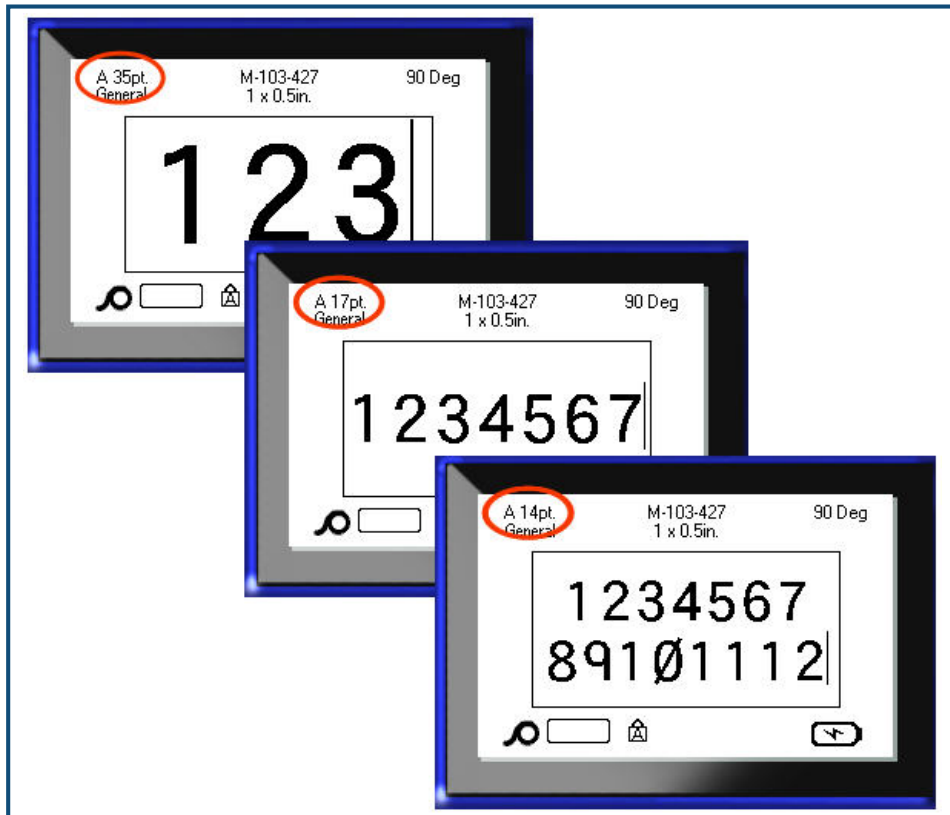 A 35pt.
General
M-103-427
1 x 0.5in.
90 Deg
123
A
A 17pt.
General
M-103-427
1 x 0.5in.
90 Deg
1234567
A 14pt.
General
M-103-427
1 x 0.5in.
90 Deg
1234567
891Ø1112
A